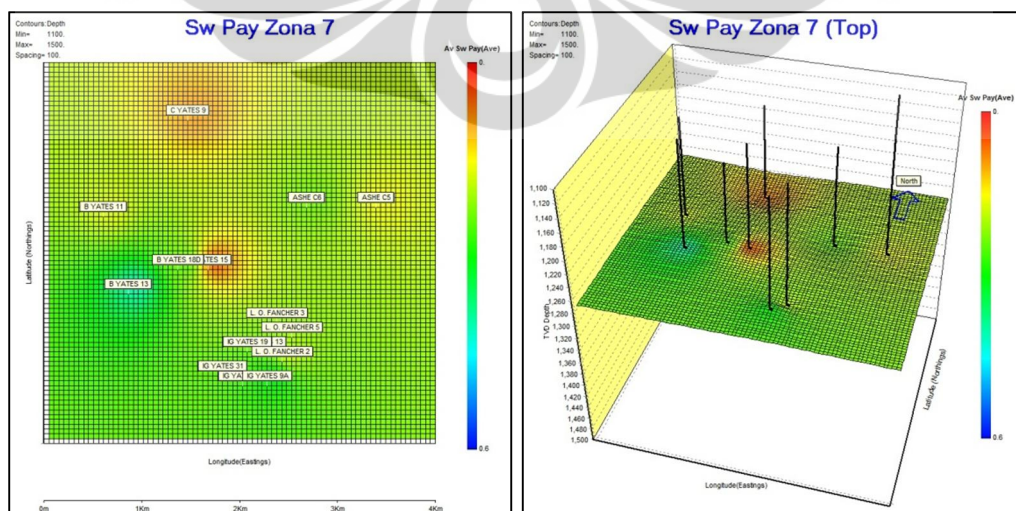 Contours: Depth
Min= 1100.
Max= 1500.
Spacing= 100.
Sw Pay Zona 7
Av Sw Pay(Ave)
0.
C YATES 9
ASHE C6
ASHE C5
B YATES 11
B YATES 18D
TES 15
B YATES 13
L. O. FANCHER 3
L. O. FANCHER 5
IG YATES 19
13
L. O. FANCHER 2
IG YATES 31
IG YA
IG YATES 9A
0.6
Latitude (Northings)
Longitude(Eastings)
0m
1Km
2Km
3Km
4Km
Contours: Depth
Min= 1100.
Max= 1500.
Spacing= 100.
Sw Pay Zona 7 (Top)
Av Sw Pay(Ave)
0.
North
1,100
1,120
1,140
1,160
1,180
1,200
1,220
1,240
1,260
1,280
1,300
1,320
1,340
1,360
1,380
1,400
1,420
1,440
1,460
1,480
1,500
TVD Depth
0.6
Latitude (Northings)
Longitude(Eastings)